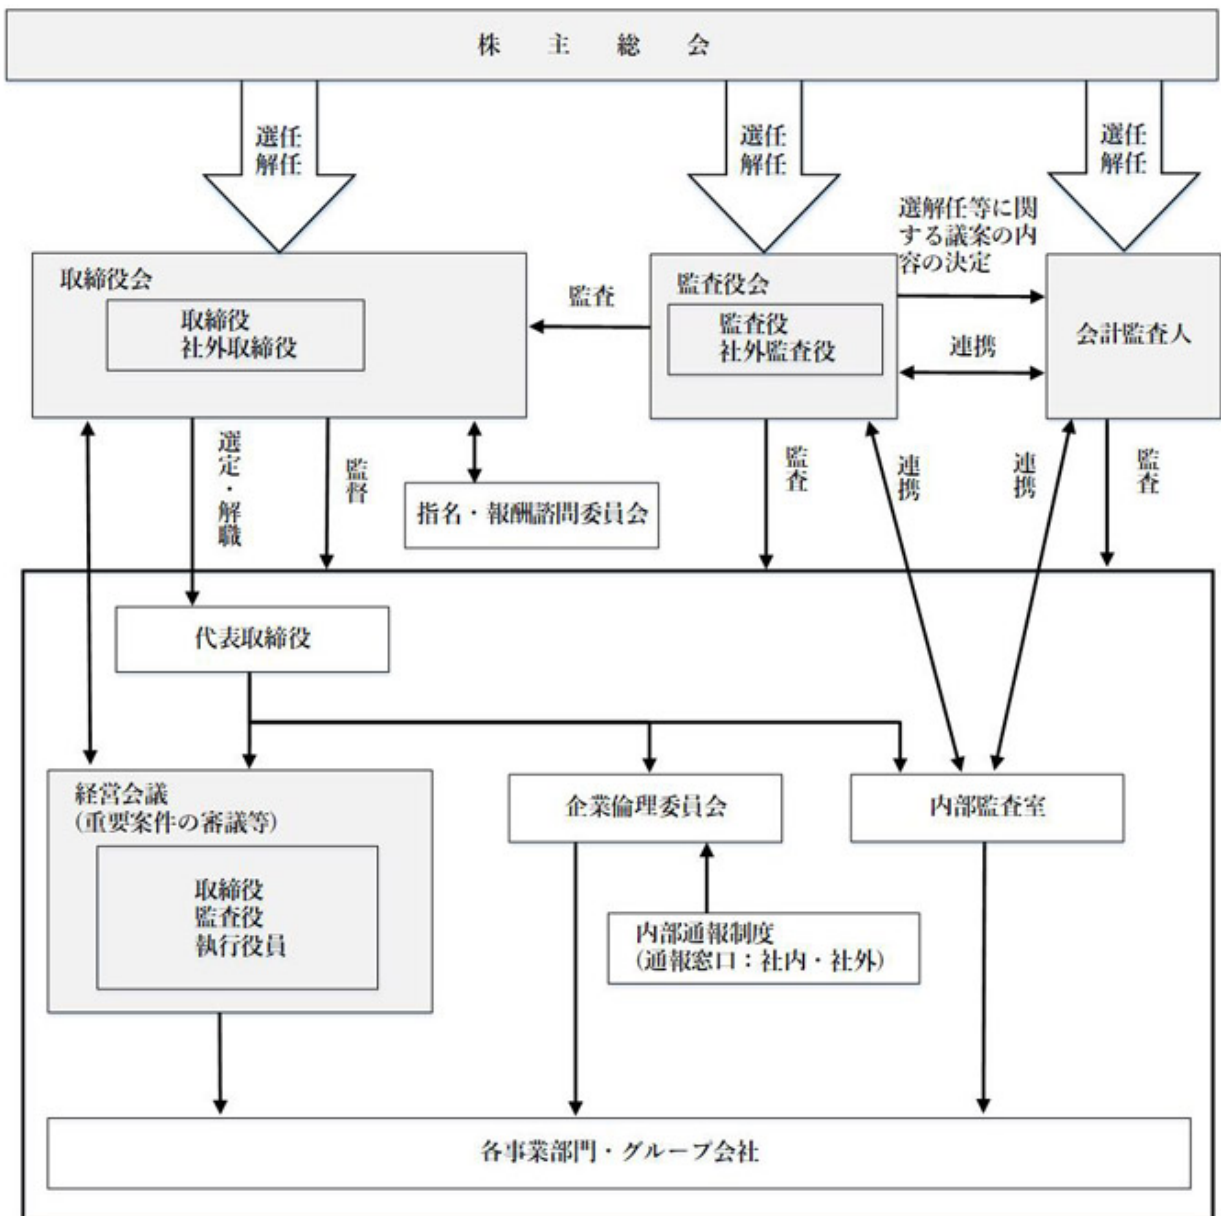 株主総会
選任
解任
選任
解任
選任
解任
選解任等に関
する議案の内
容の決定
取締役会
取締役
社外取締役
監査
監査役会
監査役
社外監査役
連携
会計監査人
選定・解職
監督
指名・報酬諮問委員会
監査
連携
連携
監査
代表取締役
経営会議
(重要案件の審議等)
取締役
監査役
執行役員
企業倫理委員会
内部監査室
内部通報制度
(通報窓口：社内・社外)
各事業部門・グループ会社